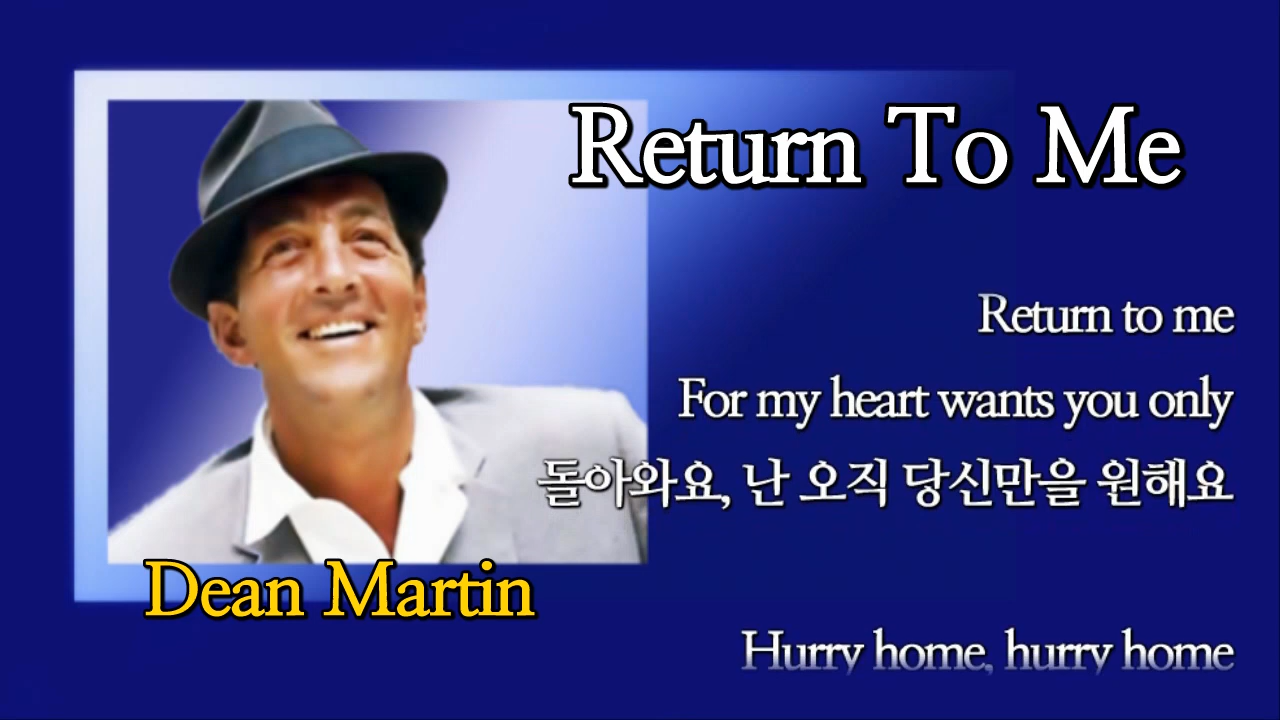 Return To Me
Return to me
For my heart wants you only
돌아와요, 난 오직 당신만을 원해요
Dean Martin
Hurry home, hurry home